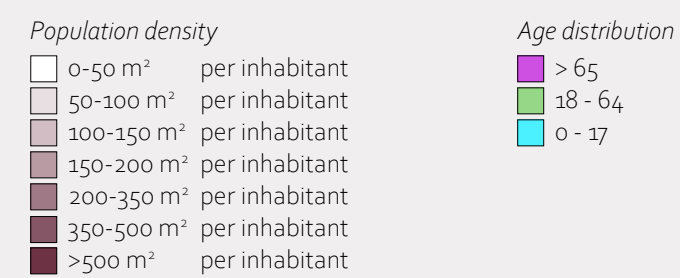 Population density
0-50 m² per inhabitant
50-100 m² per inhabitant
100-150 m² per inhabitant
150-200 m² per inhabitant
200-350 m² per inhabitant
350-500 m² per inhabitant
>500 m² per inhabitant
Age distribution
> 65
18 - 64
0 - 17